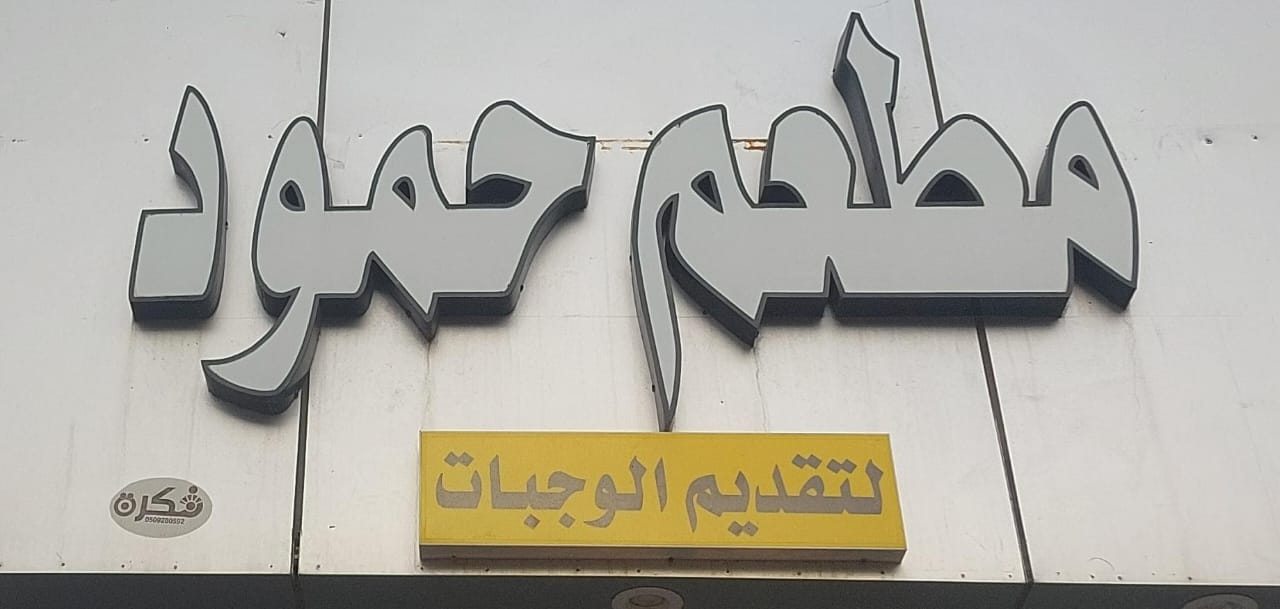 مطعم حمود
لتقديم الوجبات
فكرة